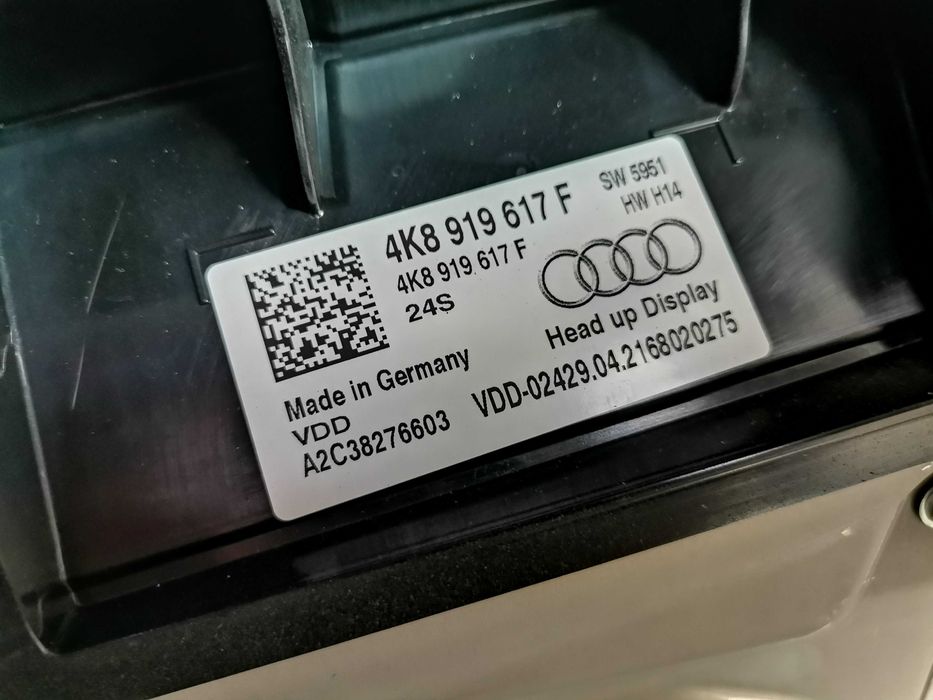 4K8 919 617 F
SW 5951
HW H14
4K8 919 617 F
24S
Head up Display
Made in Germany
VDD
A2C38276603
VDD-02429.04.2168020275